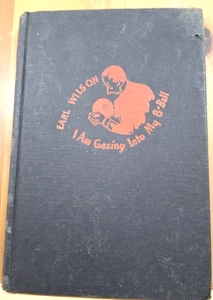 EARL WILSON
I Am Gazing Into My 8-Ball